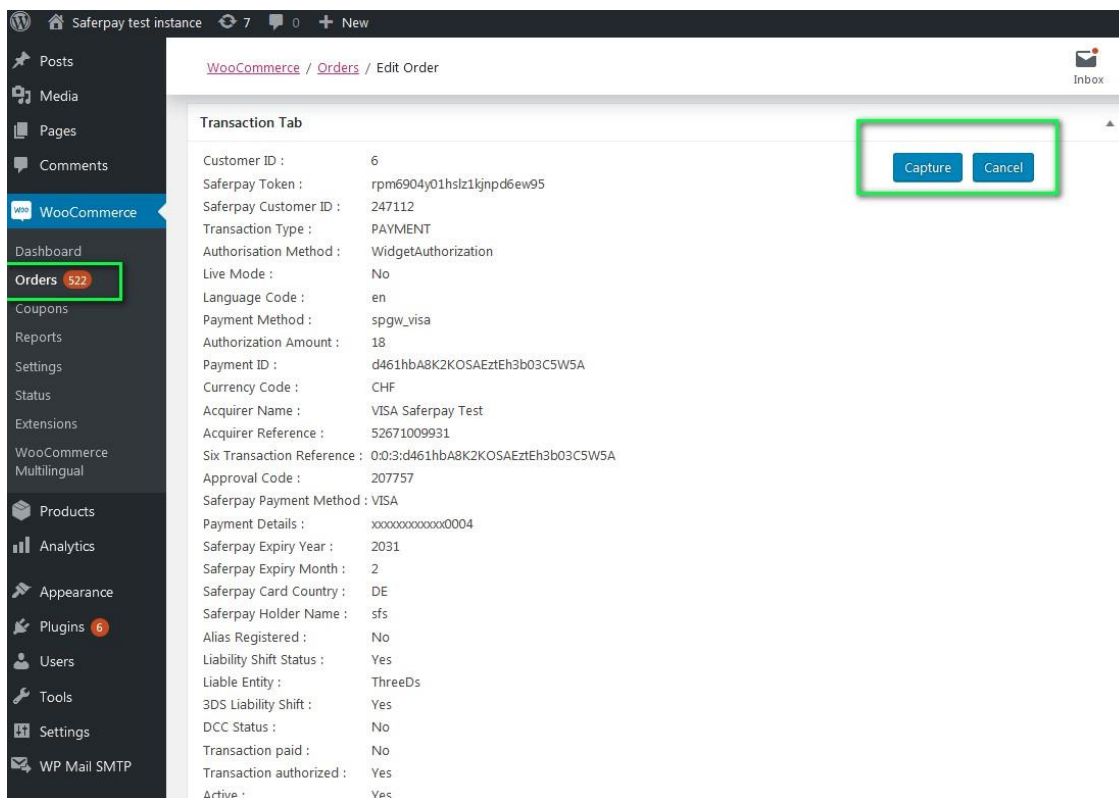 Saferpay test instance 7 0 + New
Posts
Media
Pages
Comments
WooCommerce
Dashboard
Orders 522
Coupons
Reports
Settings
Status
Extensions
WooCommerce
Multilingual
Products
Analytics
Appearance
Plugins 6
Users
Tools
Settings
WP Mail SMTP
WooCommerce / Orders / Edit Order
Inbox
Transaction Tab
Capture Cancel
Customer ID : 6
Saferpay Token : rpm6904y01hslz1kjnpd6ew95
Saferpay Customer ID : 247112
Transaction Type : PAYMENT
Authorisation Method : WidgetAuthorization
Live Mode : No
Language Code : en
Payment Method : spgw_visa
Authorization Amount : 18
Payment ID : d461hbA8K2KOSAEztEh3b03C5W5A
Currency Code : CHF
Acquirer Name : VISA Saferpay Test
Acquirer Reference : 52671009931
Six Transaction Reference : 0:0:3:d461hbA8K2KOSAEztEh3b03C5W5A
Approval Code : 207757
Saferpay Payment Method : VISA
Payment Details : xxxxxxxxxxxx0004
Saferpay Expiry Year : 2031
Saferpay Expiry Month : 2
Saferpay Card Country : DE
Saferpay Holder Name : sfs
Alias Registered : No
Liability Shift Status : Yes
Liable Entity : ThreeDs
3DS Liability Shift : Yes
DCC Status : No
Transaction paid : No
Transaction authorized : Yes
Active : Yes